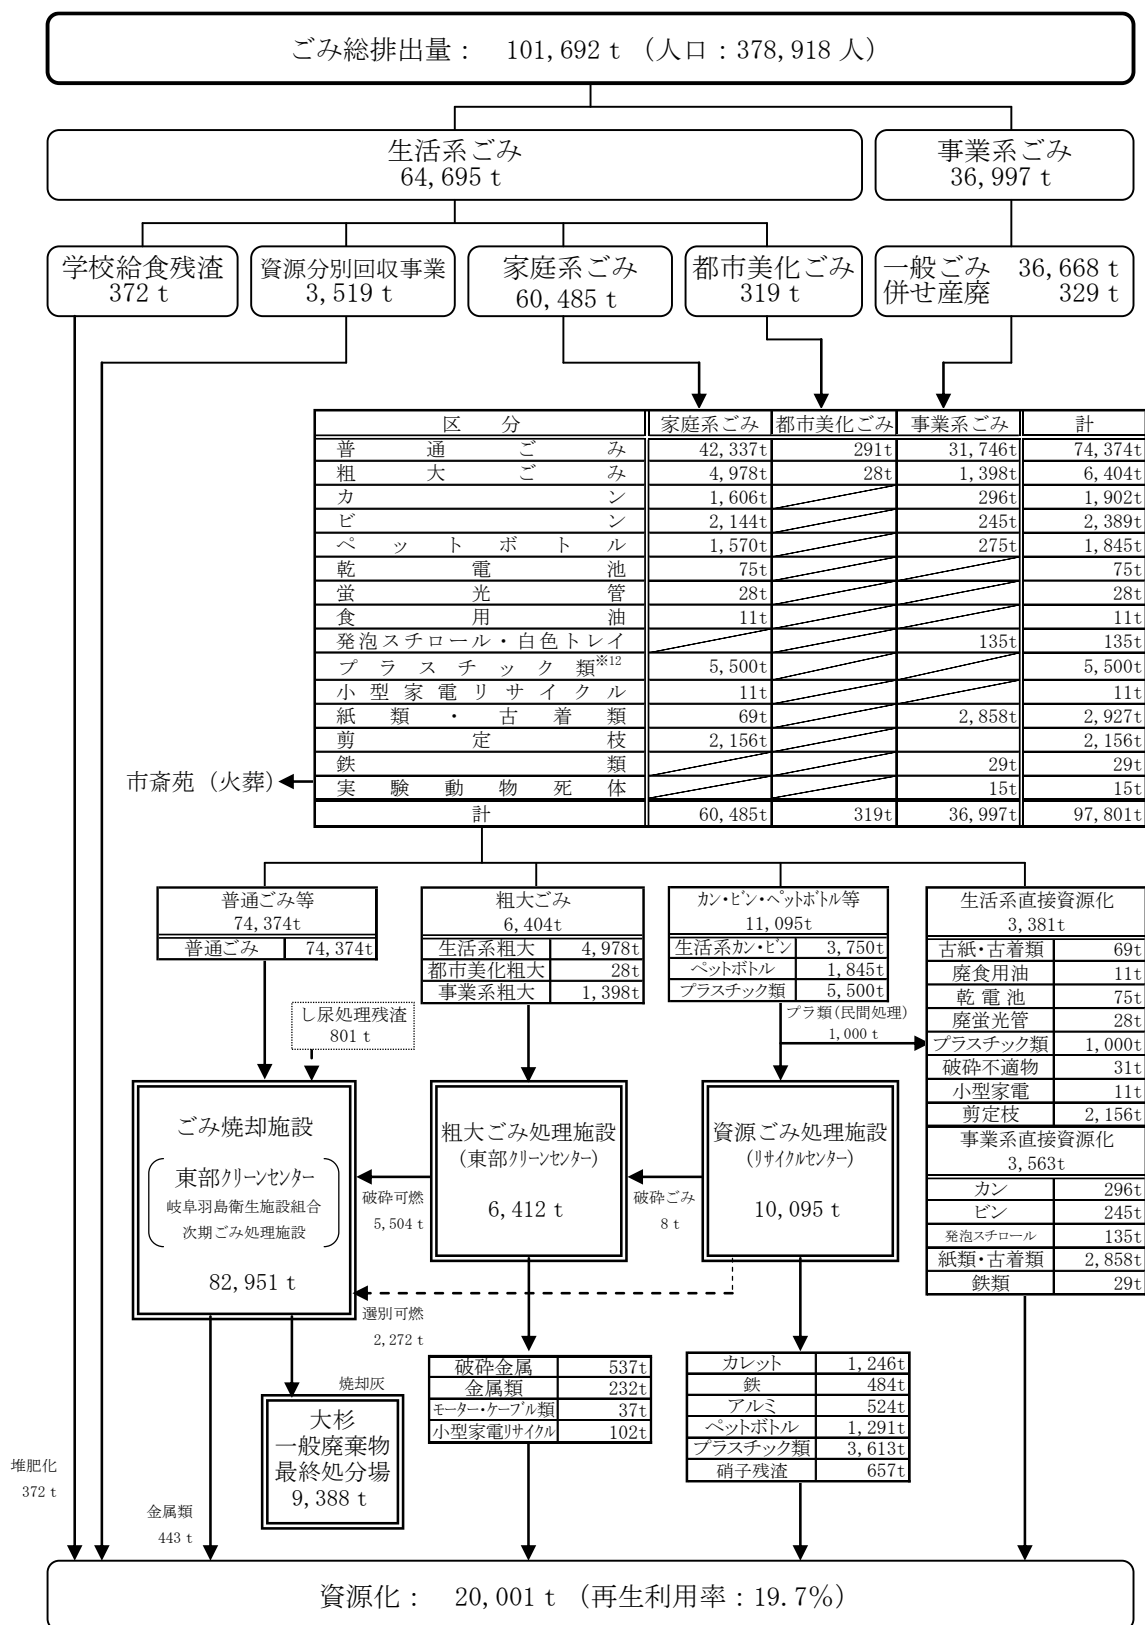 ごみ総排出量： 101,692 t （人口：378,918 人）
生活系ごみ
64,695 t
事業系ごみ
36,997 t
学校給食残渣
372 t
資源分別回収事業
3,519 t
家庭系ごみ
60,485 t
都市美化ごみ
319 t
一般ごみ 36,668 t
併せ産廃 329 t
区分 家庭系ごみ 都市美化ごみ 事業系ごみ 計
普通ごみ 42,337t 291t 31,746t 74,374t
粗大ごみ 4,978t 28t 1,398t 6,404t
カン 1,606t 296t 1,902t
ビン 2,144t 245t 2,389t
ペットボトル 1,570t 275t 1,845t
乾電池 75t 75t
蛍光管 28t 28t
食用油 11t 11t
発泡スチロール・白色トレイ 135t 135t
プラスチック類※12 5,500t 5,500t
小型家電リサイクル 11t 11t
紙類・古着類 69t 2,858t 2,927t
剪定枝 2,156t 2,156t
鉄類 29t 29t
実験動物死体 15t 15t
計 60,485t 319t 36,997t 97,801t
市斎苑（火葬）
普通ごみ等
74,374t
普通ごみ 74,374t
粗大ごみ
6,404t
生活系粗大 4,978t
都市美化粗大 28t
事業系粗大 1,398t
カン・ビン・ペットボトル等
11,095t
生活系カン・ビン 3,750t
ペットボトル 1,845t
プラスチック類 5,500t
生活系直接資源化
3,381t
古紙・古着類 69t
廃食用油 11t
乾電池 75t
廃蛍光管 28t
プラスチック類 1,000t
破砕不適物 31t
小型家電 11t
剪定枝 2,156t
事業系直接資源化
3,563t
カン 296t
ビン 245t
発泡スチロール 135t
紙類・古着類 2,858t
鉄類 29t
プラ類(民間処理)
1,000 t
し尿処理残渣
801 t
ごみ焼却施設
東部クリーンセンター
岐阜羽島衛生施設組合
次期ごみ処理施設
82,951 t
破砕可燃
5,504 t
粗大ごみ処理施設
(東部クリーンセンター)
6,412 t
破砕ごみ
8 t
資源ごみ処理施設
(リサイクルセンター)
10,095 t
選別可燃
2,272 t
破砕金属 537t
金属類 232t
モーター・ケーブル類 37t
小型家電リサイクル 102t
カレット 1,246t
鉄 484t
アルミ 524t
ペットボトル 1,291t
プラスチック類 3,613t
硝子残渣 657t
焼却灰
大杉
一般廃棄物
最終処分場
9,388 t
堆肥化
372 t
金属類
443 t
資源化： 20,001 t （再生利用率：19.7％）